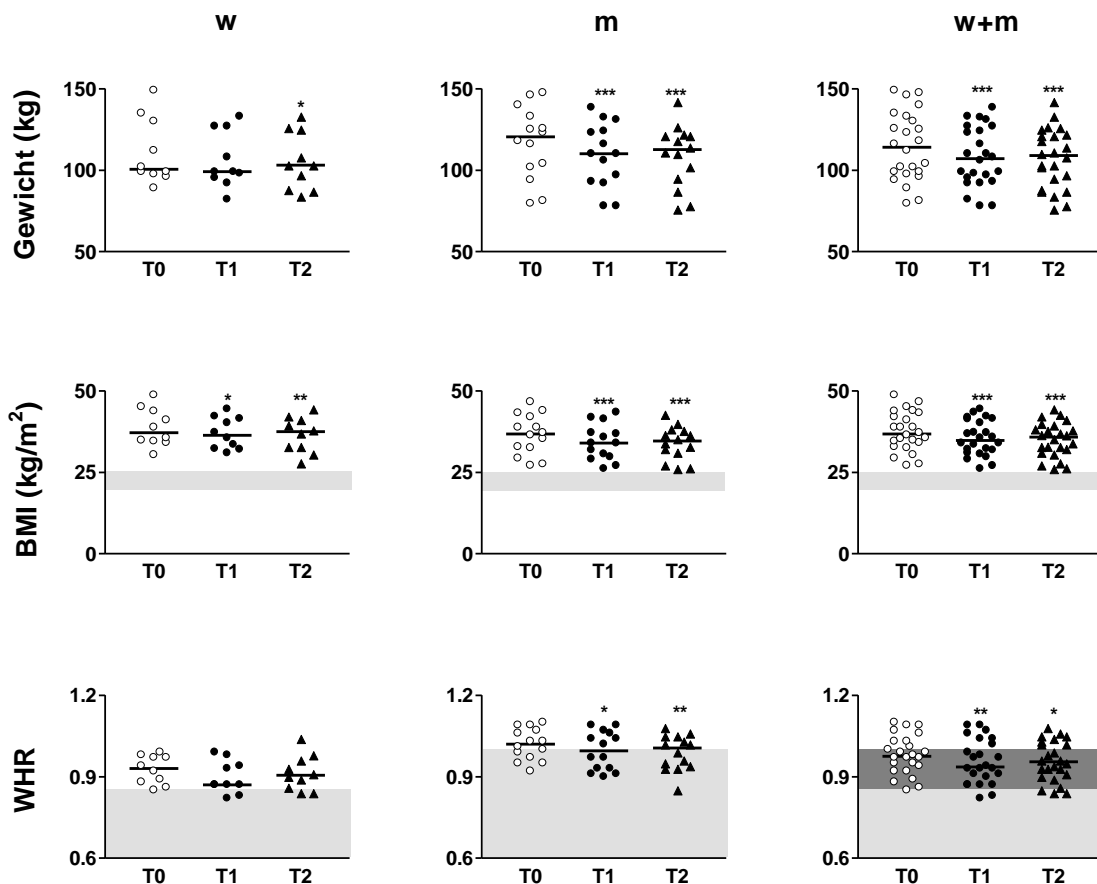 w m w+m
Gewicht (kg)
* *** *** *** ***
150 150 150
100 100 100
50 50 50
T0 T1 T2 T0 T1 T2 T0 T1 T2
BMI (kg/m²)
* ** *** *** *** ***
50 50 50
25 25 25
0 0 0
T0 T1 T2 T0 T1 T2 T0 T1 T2
WHR
* ** ** *
1.2 1.2 1.2
0.9 0.9 0.9
0.6 0.6 0.6
T0 T1 T2 T0 T1 T2 T0 T1 T2